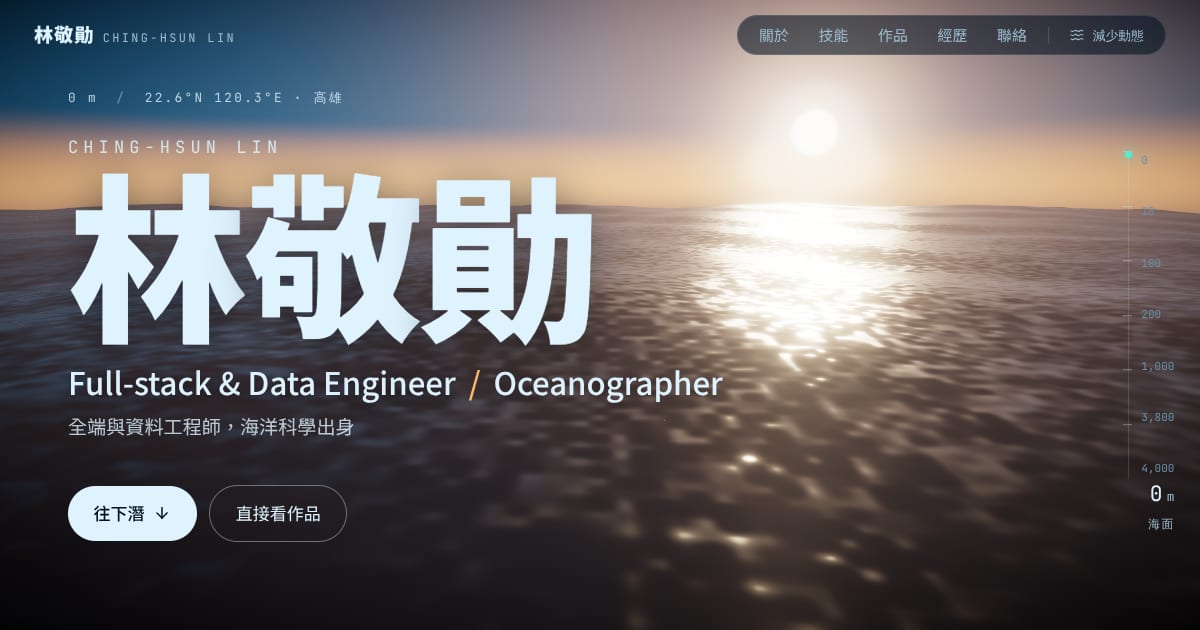 林敬勛 CHING-HSUN LIN
關於 技能 作品 經歷 聯絡 減少動態
0 m / 22.6°N 120.3°E · 高雄
CHING-HSUN LIN
林敬勛
Full-stack & Data Engineer / Oceanographer
全端與資料工程師，海洋科學出身
往下潛 ↓
直接看作品
0
10
100
200
1,000
3,800
4,000
0 m
海面